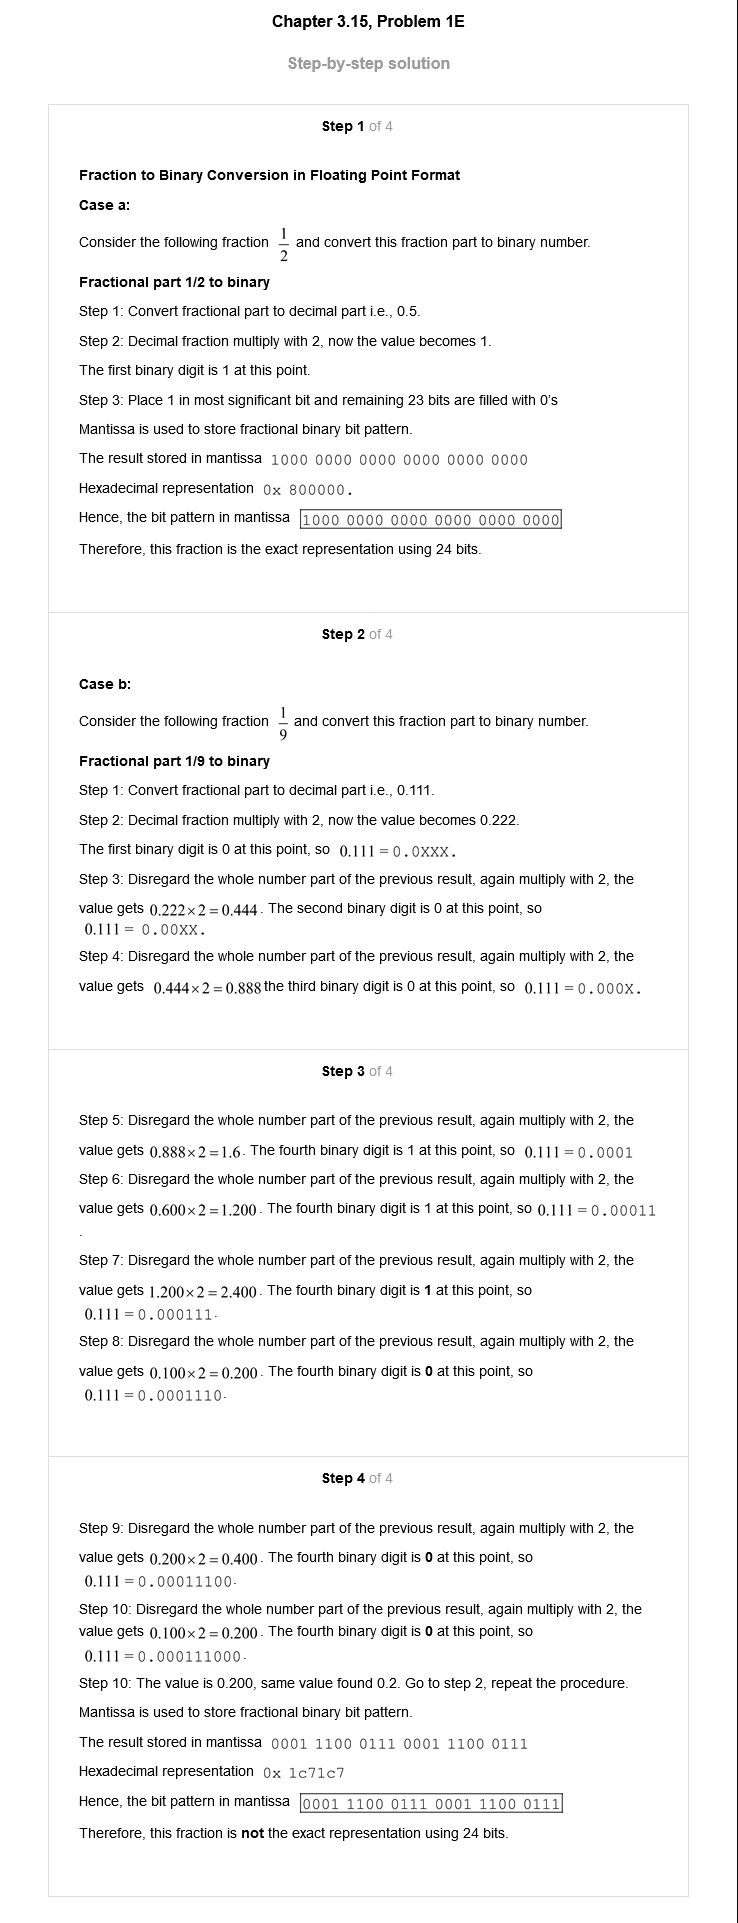 Chapter 3.15, Problem 1E
Step-by-step solution
Step 1 of 4
Fraction to Binary Conversion in Floating Point Format
Case a:
Consider the following fraction 1/2 and convert this fraction part to binary number.
Fractional part 1/2 to binary
Step 1: Convert fractional part to decimal part i.e., 0.5.
Step 2: Decimal fraction multiply with 2, now the value becomes 1.
The first binary digit is 1 at this point.
Step 3: Place 1 in most significant bit and remaining 23 bits are filled with 0's
Mantissa is used to store fractional binary bit pattern.
The result stored in mantissa 1000 0000 0000 0000 0000 0000
Hexadecimal representation 0x 800000.
Hence, the bit pattern in mantissa 1000 0000 0000 0000 0000 0000
Therefore, this fraction is the exact representation using 24 bits.
Step 2 of 4
Case b:
Consider the following fraction 1/9 and convert this fraction part to binary number.
Fractional part 1/9 to binary
Step 1: Convert fractional part to decimal part i.e., 0.111.
Step 2: Decimal fraction multiply with 2, now the value becomes 0.222.
The first binary digit is 0 at this point, so 0.111 = 0.0XXX.
Step 3: Disregard the whole number part of the previous result, again multiply with 2, the
value gets 0.222×2=0.444. The second binary digit is 0 at this point, so
0.111 = 0.00XX.
Step 4: Disregard the whole number part of the previous result, again multiply with 2, the
value gets 0.444×2=0.888 the third binary digit is 0 at this point, so 0.111 = 0.000X.
Step 3 of 4
Step 5: Disregard the whole number part of the previous result, again multiply with 2, the
value gets 0.888×2=1.6. The fourth binary digit is 1 at this point, so 0.111 = 0.0001
Step 6: Disregard the whole number part of the previous result, again multiply with 2, the
value gets 0.600×2=1.200. The fourth binary digit is 1 at this point, so 0.111 = 0.00011
.
Step 7: Disregard the whole number part of the previous result, again multiply with 2, the
value gets 1.200×2=2.400. The fourth binary digit is 1 at this point, so
0.111 = 0.000111.
Step 8: Disregard the whole number part of the previous result, again multiply with 2, the
value gets 0.100×2=0.200. The fourth binary digit is 0 at this point, so
0.111 = 0.0001110.
Step 4 of 4
Step 9: Disregard the whole number part of the previous result, again multiply with 2, the
value gets 0.200×2=0.400. The fourth binary digit is 0 at this point, so
0.111 = 0.00011100.
Step 10: Disregard the whole number part of the previous result, again multiply with 2, the
value gets 0.100×2=0.200. The fourth binary digit is 0 at this point, so
0.111 = 0.000111000.
Step 10: The value is 0.200, same value found 0.2. Go to step 2, repeat the procedure.
Mantissa is used to store fractional binary bit pattern.
The result stored in mantissa 0001 1100 0111 0001 1100 0111
Hexadecimal representation 0x 1c71c7
Hence, the bit pattern in mantissa 0001 1100 0111 0001 1100 0111
Therefore, this fraction is not the exact representation using 24 bits.